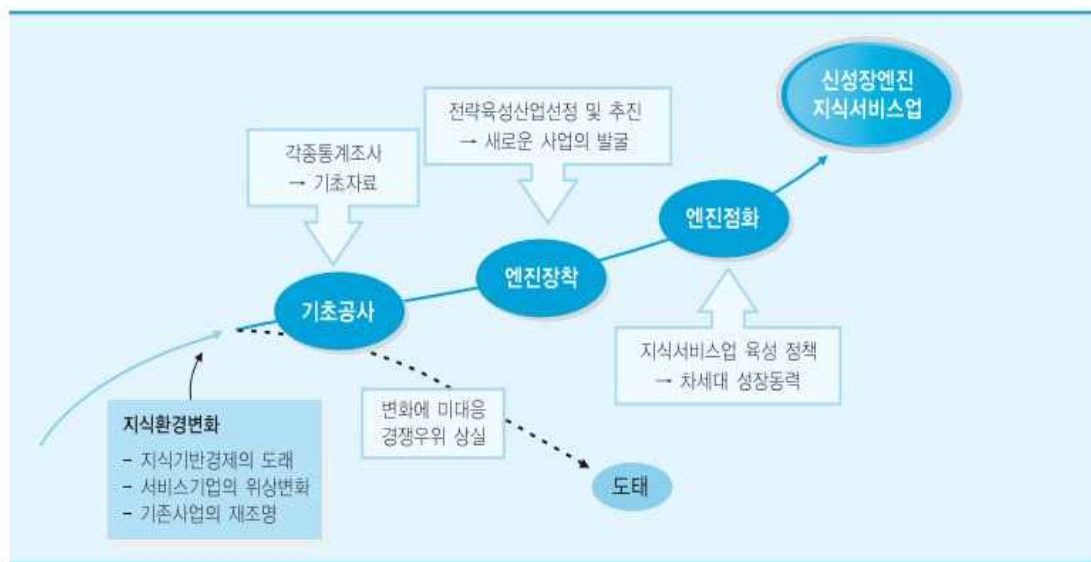 신성장엔진
지식서비스업
전략육성산업선정 및 추진
→ 새로운 사업의 발굴
각종통계조사
→ 기초자료
엔진점화
엔진장착
기초공사
지식서비스업 육성 정책
→ 차세대 성장동력
변화에 미대응
경쟁우위 상실
지식환경변화
- 지식기반경제의 도래
- 서비스기업의 위상변화
- 기존사업의 재조명
도태